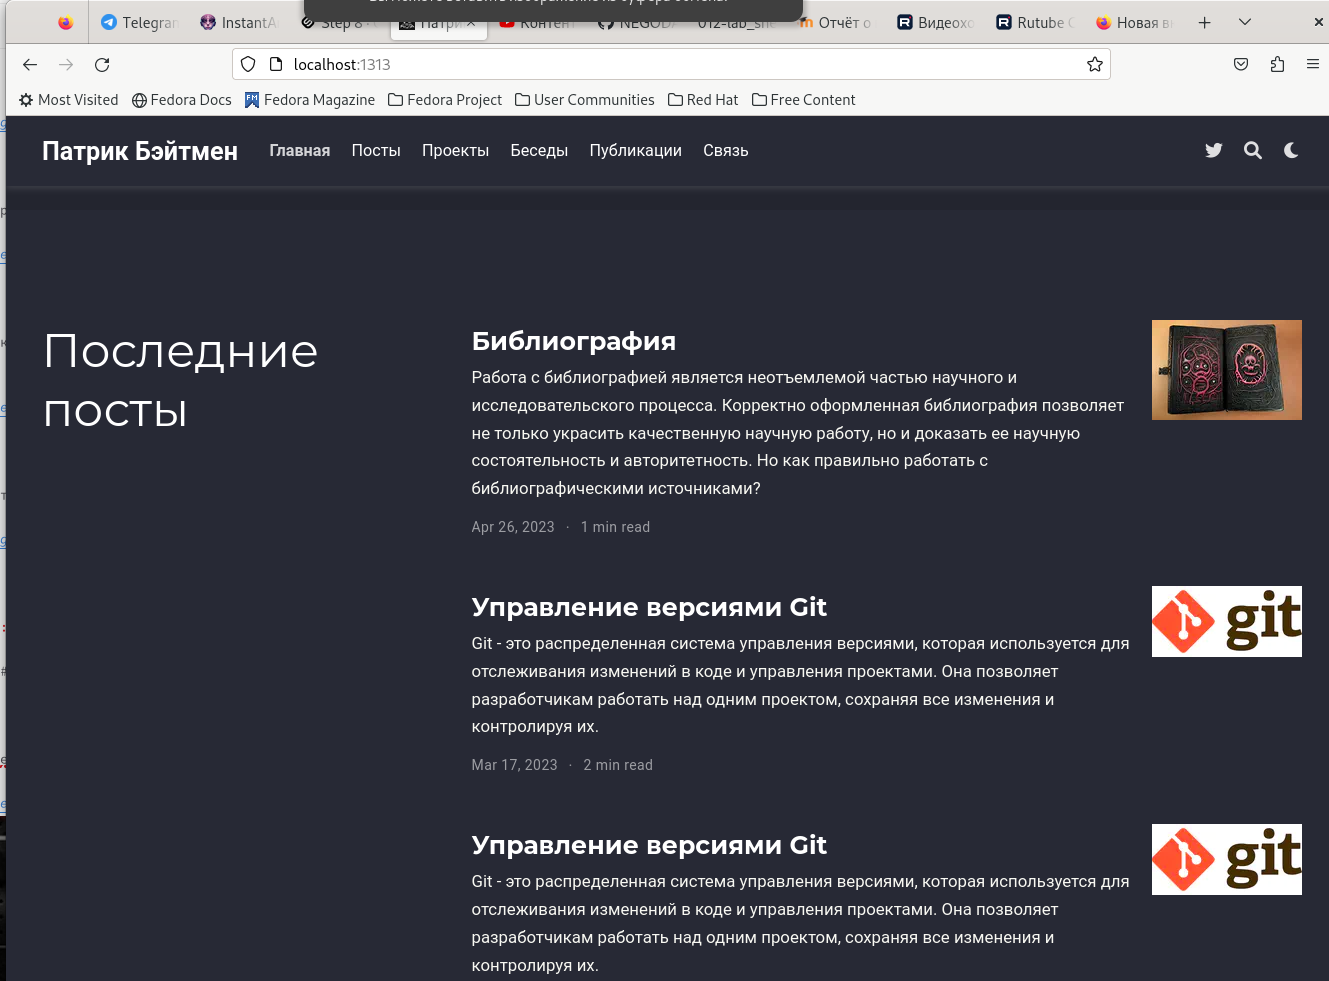 Telegram
InstantA
Step 8
Патри
Контент
NEGODA
012-lab_she
Отчёт о
Видеохо
Rutube
Новая в
localhost:1313
Most Visited
Fedora Docs
Fedora Magazine
Fedora Project
User Communities
Red Hat
Free Content
Патрик Бэйтмен
Главная
Посты
Проекты
Беседы
Публикации
Связь
Последние
посты
Библиография
Работа с библиографией является неотъемлемой частью научного и
исследовательского процесса. Корректно оформленная библиография позволяет
не только украсить качественную научную работу, но и доказать ее научную
состоятельность и авторитетность. Но как правильно работать с
библиографическими источниками?
Apr 26, 2023 · 1 min read
Управление версиями Git
Git - это распределенная система управления версиями, которая используется для
отслеживания изменений в коде и управления проектами. Она позволяет
разработчикам работать над одним проектом, сохраняя все изменения и
контролируя их.
Mar 17, 2023 · 2 min read
git
Управление версиями Git
Git - это распределенная система управления версиями, которая используется для
отслеживания изменений в коде и управления проектами. Она позволяет
разработчикам работать над одним проектом, сохраняя все изменения и
контролируя их.
git